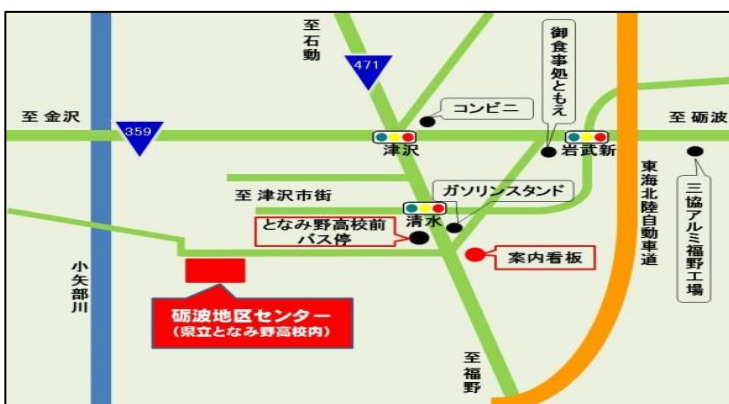 至石動
471
御食事処ともえ
コンビニ
至 金沢
359
至 砺波
津沢
岩武新
ガソリンスタンド
至 津沢市街
清水
となみ野高校前
バス停
案内看板
東海北陸自動車道
三協アルミ福野工場
小矢部川
砺波地区センター
(県立となみ野高校内)
至福野